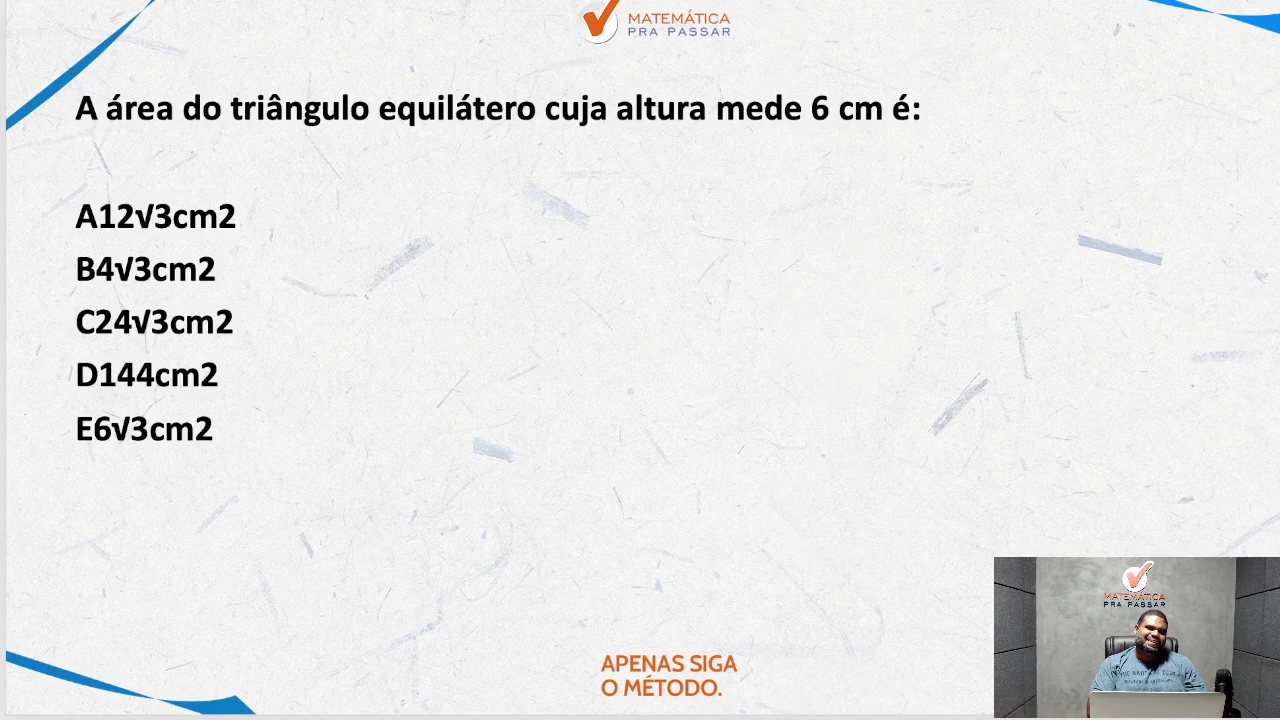 MATEMÁTICA
PRA PASSAR
A área do triângulo equilátero cuja altura mede 6 cm é:
A12√3cm2
B4√3cm2
C24√3cm2
D144cm2
E6√3cm2
MATEMÁTICA
PRA PASSAR
APENAS SIGA
O MÉTODO.